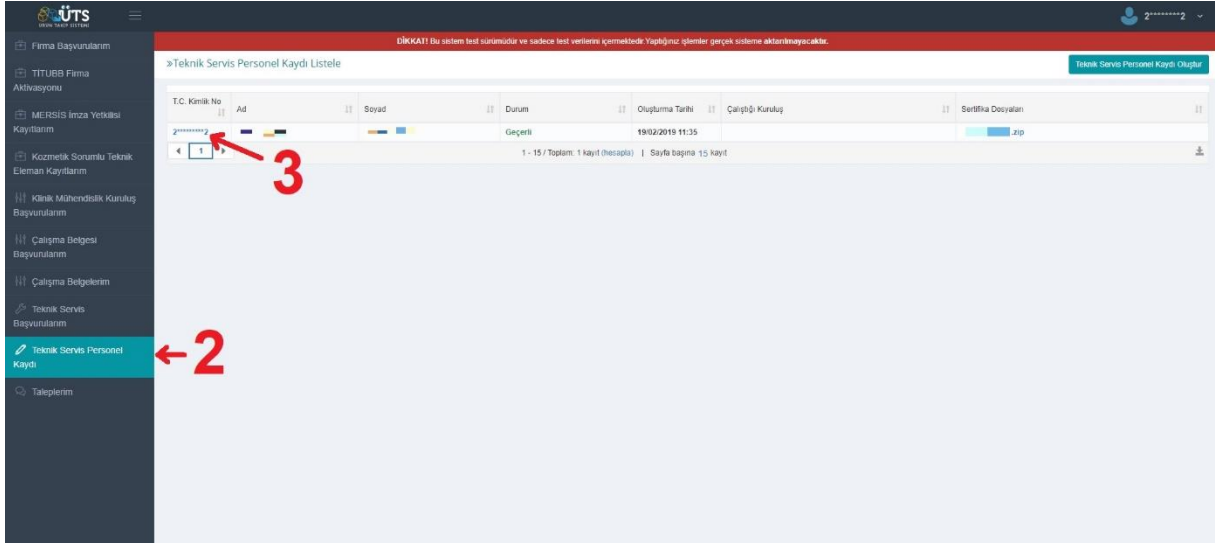 ÜTS
ÜRÜN TAKİP SİSTEMİ
2********2
DİKKAT! Bu sistem test sürümüdür ve sadece test verilerini içermektedir.Yaptığınız işlemler gerçek sisteme aktarılmayacaktır.
Firma Başvurularım
TİTUBB Firma
Aktivasyonu
MERSİS İmza Yetkilisi
Kayıtlarım
Kozmetik Sorumlu Teknik
Eleman Kayıtlarım
Klinik Mühendislik Kuruluş
Başvurularım
Çalışma Belgesi
Başvurularım
Çalışma Belgelerim
Teknik Servis
Başvurularım
Teknik Servis Personel
Kaydı
Taleplerim
»Teknik Servis Personel Kaydı Listele
Teknik Servis Personel Kaydı Oluştur
T.C. Kimlik No Ad Soyad Durum Oluşturma Tarihi Çalıştığı Kuruluş Sertifika Dosyaları
2*********2 Geçerli 19/02/2019 11:35 .zip
1 1 - 15 / Toplam: 1 kayıt (hesapla) | Sayfa başına 15 kayıt
3
2